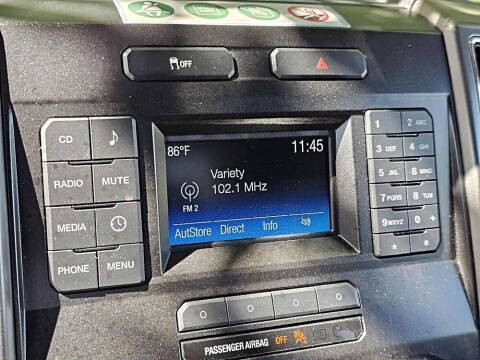 OFF
CD
RADIO MUTE
MEDIA
PHONE MENU
86°F 11:45
Variety
102.1 MHz
FM 2
AutStore Direct Info
1 2 ABC
3 DEF 4 GHI
5 JKL 6 MNO
7 PQRS 8 TUV
9 WXYZ 0 +
* #
PASSENGER AIRBAG OFF